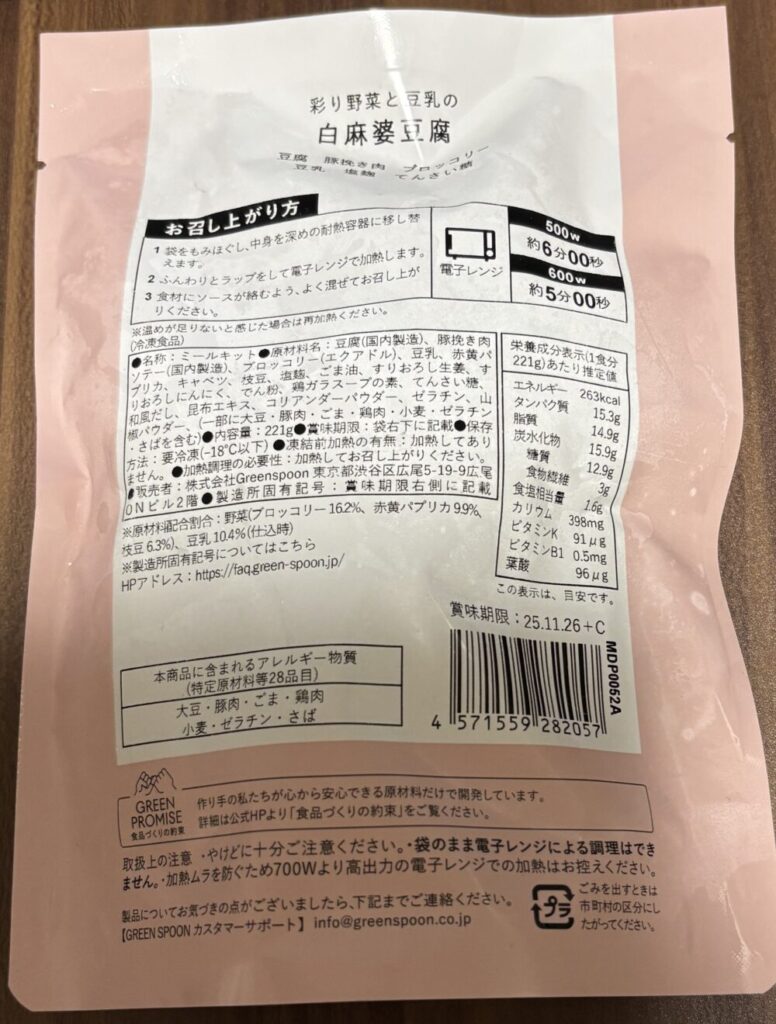 彩り野菜と豆乳の
白麻婆豆腐
豆腐 豚挽き肉 ブロッコリー
豆乳 塩麹 てんさい糖
お召し上がり方
1 袋をもみほぐし、中身を深めの耐熱容器に移し替
えます。
2 ふんわりとラップをして電子レンジで加熱します。
3 食材にソースが絡むよう、よく混ぜてお召し上が
りください。
電子レンジ
500w
約6分00秒
600w
約5分00秒
※温めが足りないと感じた場合は再加熱ください。
(冷凍食品)
●名称：ミールキット●原材料名：豆腐(国内製造)、豚挽き肉
ソテー(国内製造)、ブロッコリー(エクアドル)、豆乳、赤黄パ
プリカ、キャベツ、枝豆、塩麹、ごま油、すりおろし生姜、す
りおろしにんにく、でん粉、鶏ガラスープの素、てんさい糖、
和風だし、昆布エキス、コリアンダーパウダー、ゼラチン、山
椒パウダー、(一部に大豆・豚肉・ごま・鶏肉・小麦・ゼラチン
・さばを含む)●内容量：221g●賞味期限：袋右下に記載●保存
方法：要冷凍(-18℃以下) ●凍結前加熱の有無：加熱してあり
ません。●加熱調理の必要性：加熱してお召し上がりください。
●販売者：株式会社Greenspoon 東京都渋谷区広尾5-19-9広尾
ONビル2階●製造所固有記号：賞味期限右側に記載
栄養成分表示(1食分
221g)あたり推定値
エネルギー 263kcal
タンパク質 15.3g
脂質 14.9g
炭水化物 15.9g
糖質 12.9g
食物繊維 3g
食塩相当量 1.6g
カリウム 398mg
ビタミンK 91μg
ビタミンB1 0.5mg
葉酸 96μg
この表示は、目安です。
※原材料配合割合：野菜(ブロッコリー16.2%、赤黄パプリカ9.9%、
枝豆6.3%)、豆乳10.4%(仕込時)
※製造所固有記号についてはこちら
HPアドレス：https://faq.green-spoon.jp/
賞味期限：25.11.26+C
MDP0052A
4 571559 282057
本商品に含まれるアレルギー物質
(特定原材料等28品目)
大豆・豚肉・ごま・鶏肉
小麦・ゼラチン・さば
GREEN
PROMISE
食品づくりの約束
作り手の私たちが心から安心できる原材料だけで開発しています。
詳細は公式HPより「食品づくりの約束」をご覧ください。
取扱上の注意 ・やけどに十分ご注意ください。・袋のまま電子レンジによる調理はでき
ません。・加熱ムラを防ぐため700Wより高出力の電子レンジでの加熱はお控えください。
製品についてお気づきの点がございましたら、下記までご連絡ください。
【GREEN SPOON カスタマーサポート】 info@greenspoon.co.jp
プラ
ごみを出すときは
市町村の区分にし
たがってください。